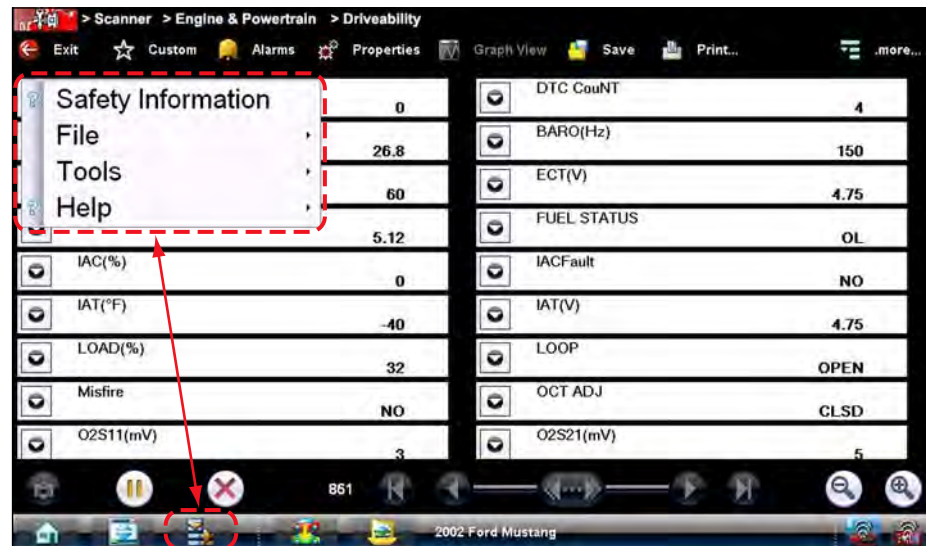 > Scanner > Engine & Powertrain > Driveability
Exit Custom Alarms Properties Graph View Save Print... .more...
Safety Information
File
Tools
Help
0
DTC CouNT
4
26.8
BARO(Hz)
150
60
ECT(V)
4.75
5.12
FUEL STATUS
OL
IAC(%)
0
IACFault
NO
IAT(°F)
-40
IAT(V)
4.75
LOAD(%)
32
LOOP
OPEN
Misfire
NO
OCT ADJ
CLSD
O2S11(mV)
3
O2S21(mV)
5
851
2002 Ford Mustang